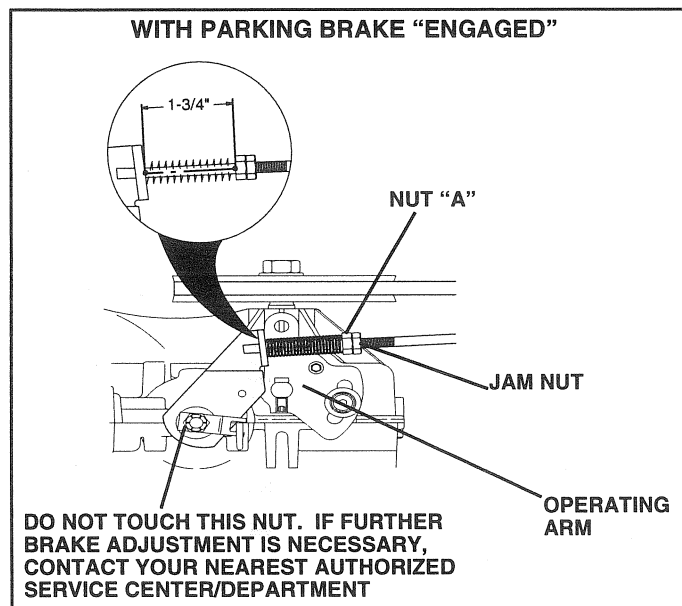 WITH PARKING BRAKE “ENGAGED”
1-3/4"
NUT “A”
JAM NUT
OPERATING
ARM
DO NOT TOUCH THIS NUT. IF FURTHER
BRAKE ADJUSTMENT IS NECESSARY,
CONTACT YOUR NEAREST AUTHORIZED
SERVICE CENTER/DEPARTMENT